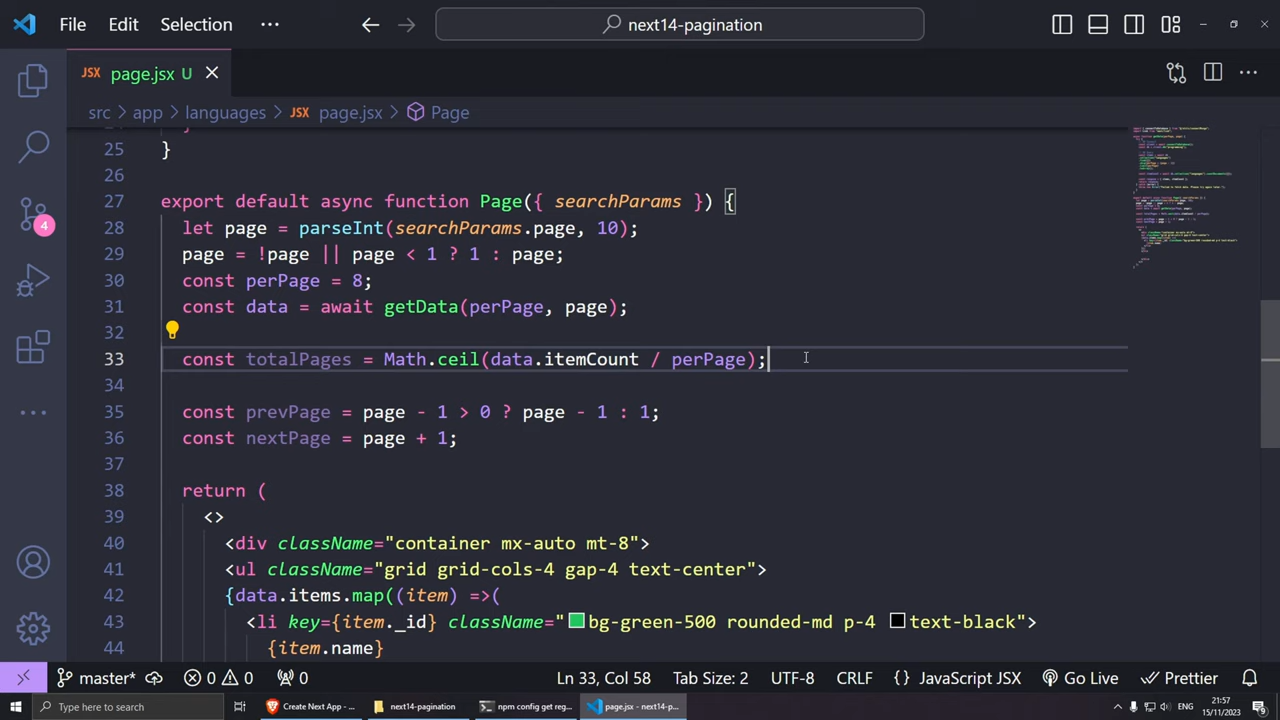 File Edit Selection ··· next14-pagination
JSX page.jsx U
src > app > languages > JSX page.jsx > Page
25 }
26
27 export default async function Page({ searchParams }) {
28 let page = parseInt(searchParams.page, 10);
29 page = !page || page < 1 ? 1 : page;
30 const perPage = 8;
31 const data = await getData(perPage, page);
32
33 const totalPages = Math.ceil(data.itemCount / perPage);
34
35 const prevPage = page - 1 > 0 ? page - 1 : 1;
36 const nextPage = page + 1;
37
38 return (
39 <>
40 <div className="container mx-auto mt-8">
41 <ul className="grid grid-cols-4 gap-4 text-center">
42 {data.items.map((item) =>(
43 <li key={item._id} className="bg-green-500 rounded-md p-4 text-black">
44 {item.name}
4
master* 0 0 0 Ln 33, Col 58 Tab Size: 2 UTF-8 CRLF {} JavaScript JSX Go Live Prettier
Type here to search Create Next App - ... next14-pagination npm config get reg... page.jsx - next14-p... ENG 21:57
15/11/2023